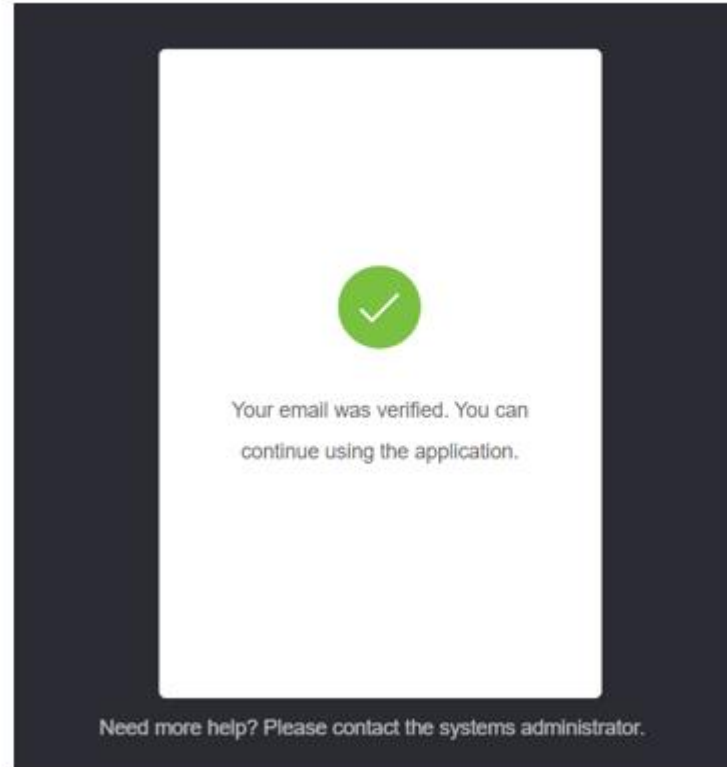 Your email was verified. You can
continue using the application.
Need more help? Please contact the systems administrator.